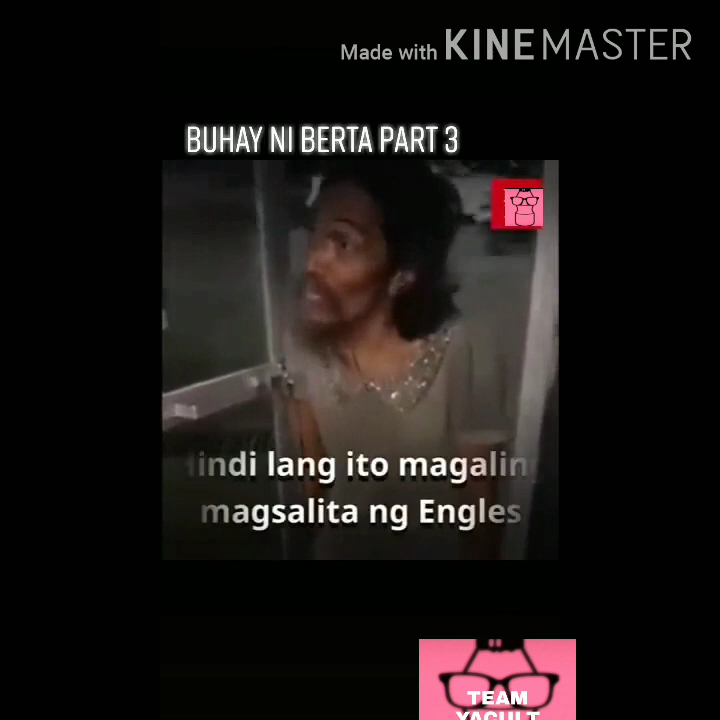 Made with KINEMASTER
BUHAY NI BERTA PART 3
lang ito
magsalita ng Engles
TEAM